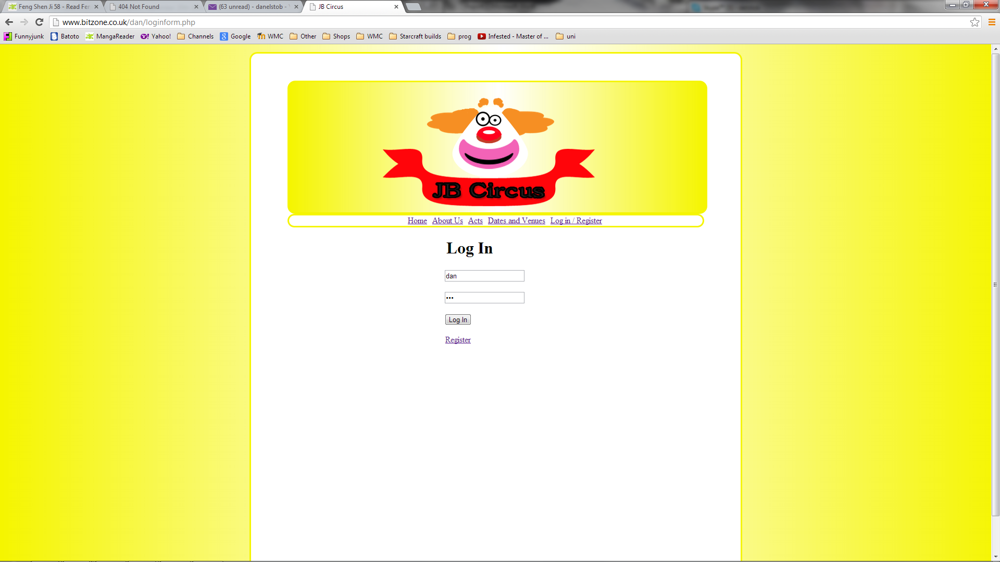 Feng Shen Ji 58 - Read Fer
404 Not Found
(63 unread) - danelstob -
JB Circus
www.bitzone.co.uk/dan/loginform.php
Funnyjunk Batoto MangaReader Yahoo! Channels Google WMC Other Shops WMC Starcraft builds prog Infested - Master of ... uni
JB Circus
Home About Us Acts Dates and Venues Log in / Register
Log In
dan
•••
Log In
Register